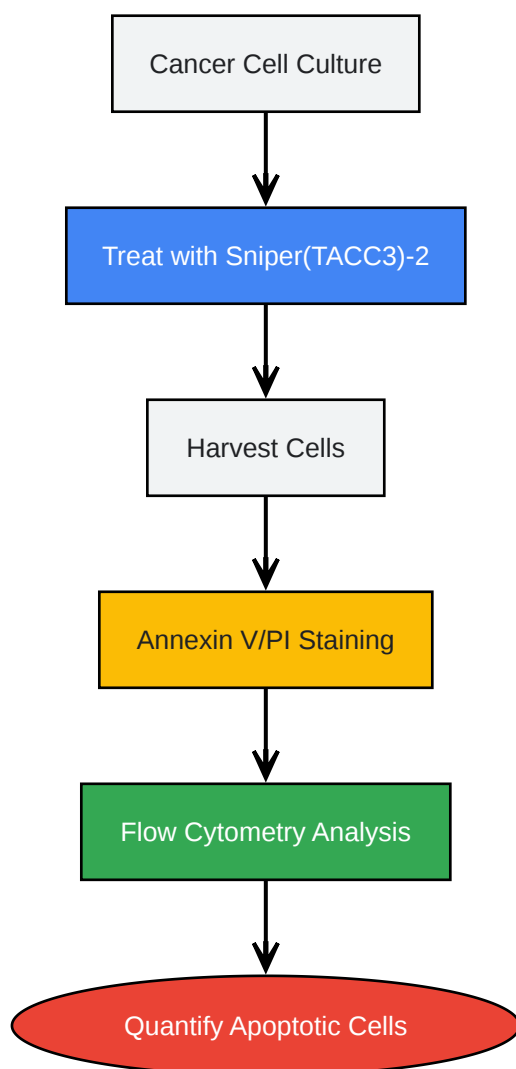 Cancer Cell Culture
Treat with Sniper(TACC3)-2
Harvest Cells
Annexin V/PI Staining
Flow Cytometry Analysis
Quantify Apoptotic Cells